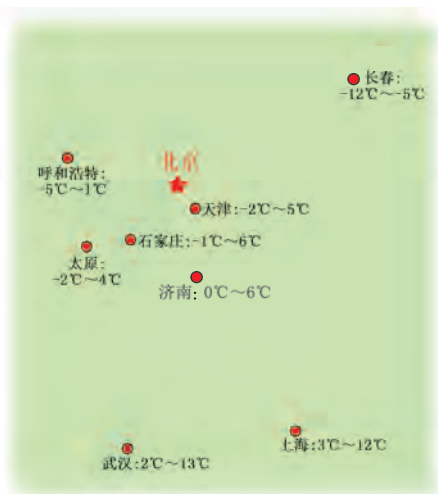 长春:
-12℃～-5℃
呼和浩特:
-5℃～1℃
北京
天津:-2℃～5℃
石家庄:-1℃～6℃
太原:
-2℃～4℃
济南: 0℃～6℃
上海:3℃～12℃
武汉:2℃～13℃